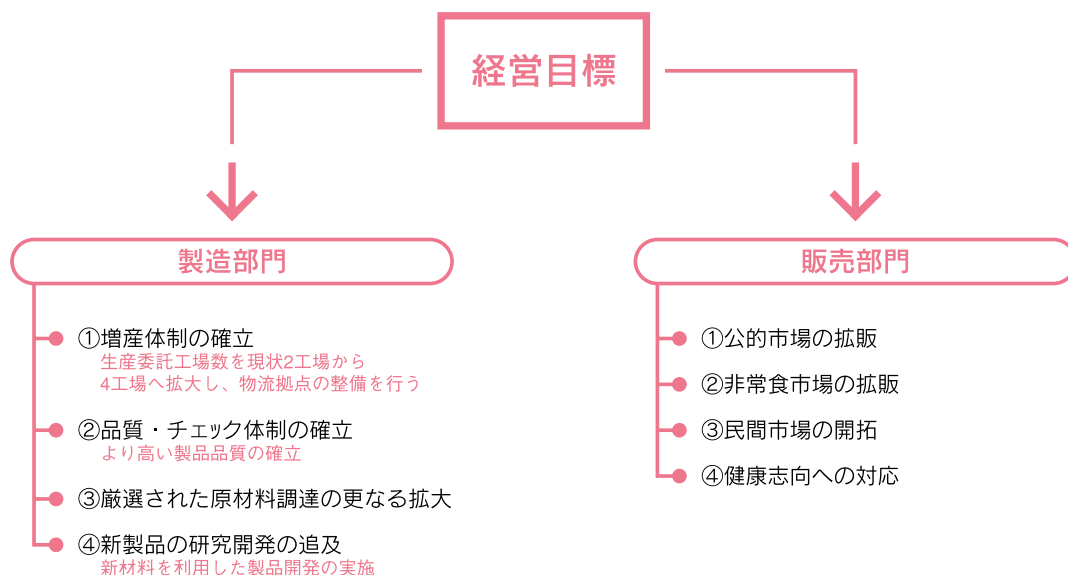 経営目標
製造部門
①増産体制の確立
生産委託工場数を現状2工場から
4工場へ拡大し、物流拠点の整備を行う
②品質・チェック体制の確立
より高い製品品質の確立
③厳選された原材料調達の更なる拡大
④新製品の研究開発の追及
新材料を利用した製品開発の実施
販売部門
①公的市場の拡販
②非常食市場の拡販
③民間市場の開拓
④健康志向への対応